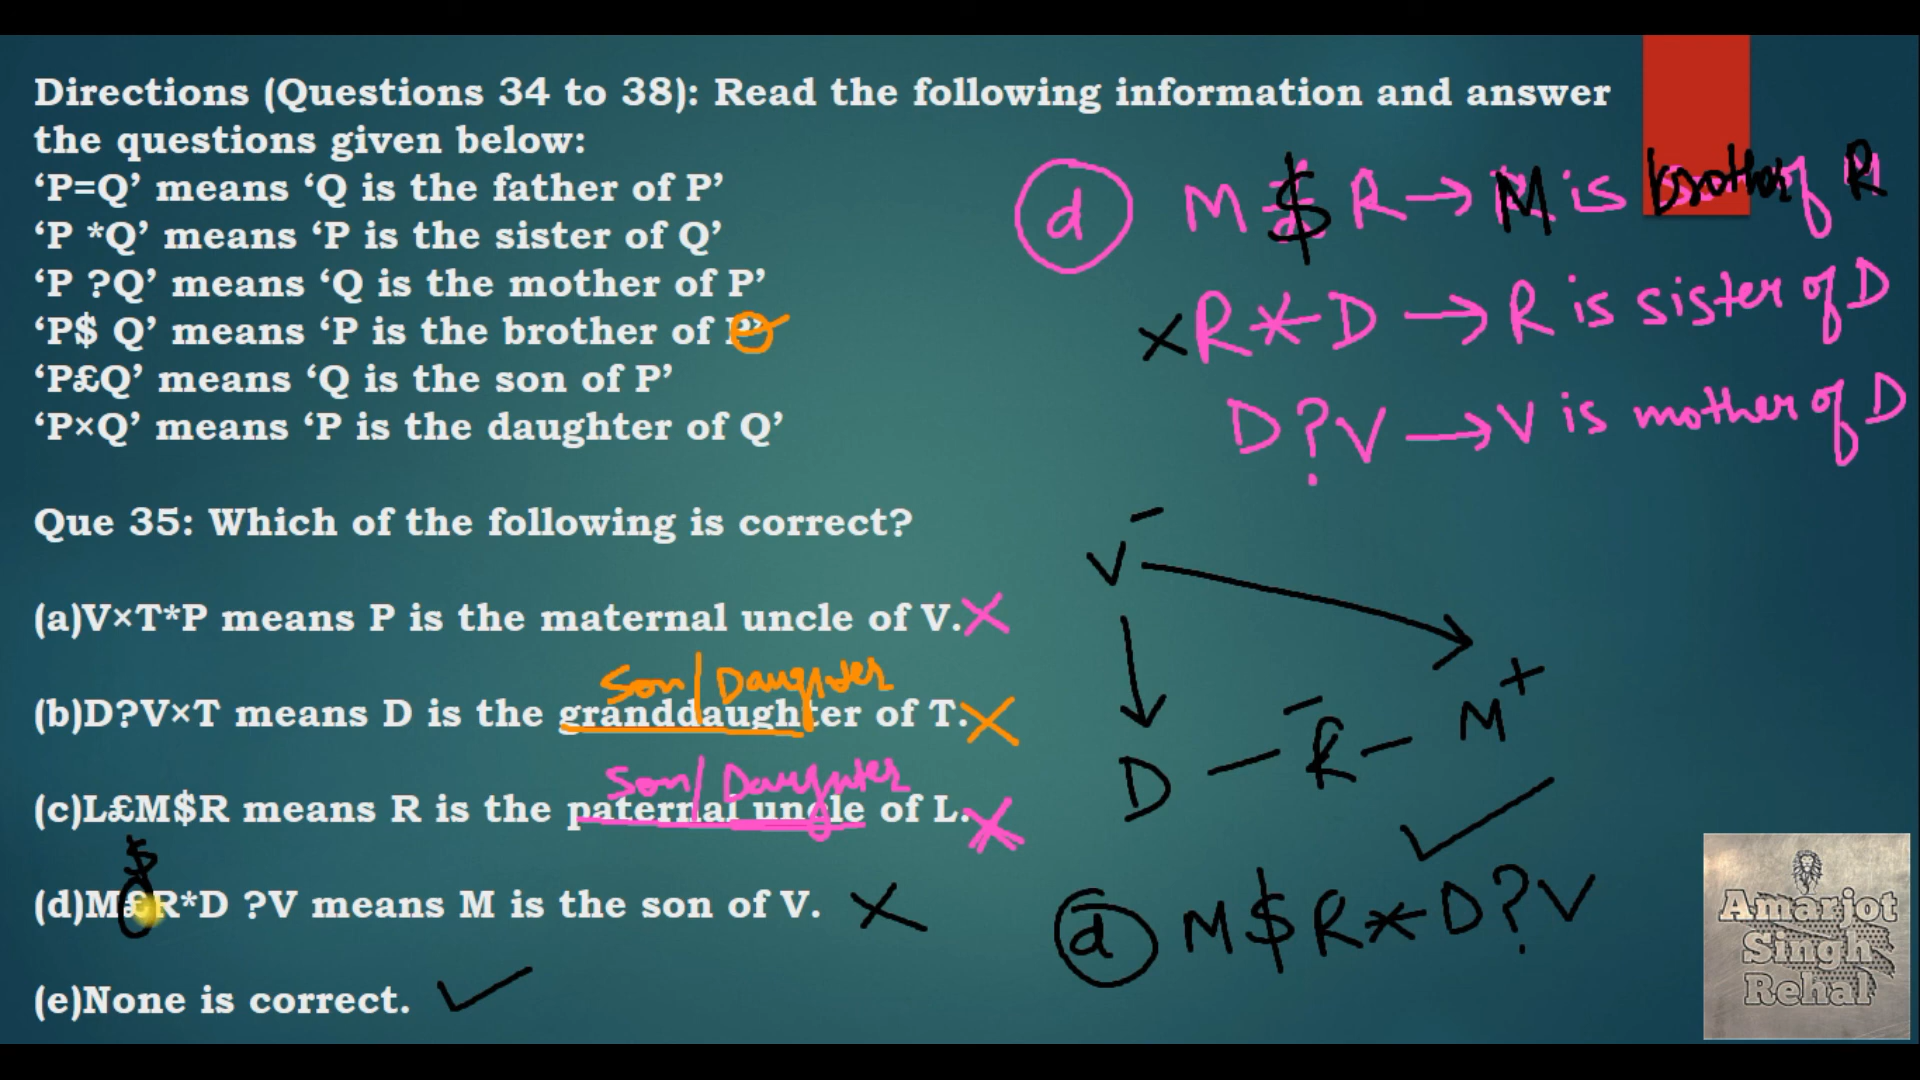 Directions (Questions 34 to 38): Read the following information and answer
the questions given below:
‘P=Q’ means ‘Q is the father of P’
‘P *Q’ means ‘P is the sister of Q’
‘P ?Q’ means ‘Q is the mother of P’
‘P$ Q’ means ‘P is the brother of P’
‘P£Q’ means ‘Q is the son of P’
‘P×Q’ means ‘P is the daughter of Q’
Que 35: Which of the following is correct?
(a)V×T*P means P is the maternal uncle of V.
Son/Daughter
(b)D?V×T means D is the granddaughter of T.
Son/Daughter
(c)L£M$R means R is the paternal uncle of L.
$
(d)M£R*D ?V means M is the son of V.
(e)None is correct.
d M $ R → M is brother of R
R * D → R is sister of D
D ? V → V is mother of D
V
D R M +
d M $ R * D ? V
Amarjot
Singh
Rehal